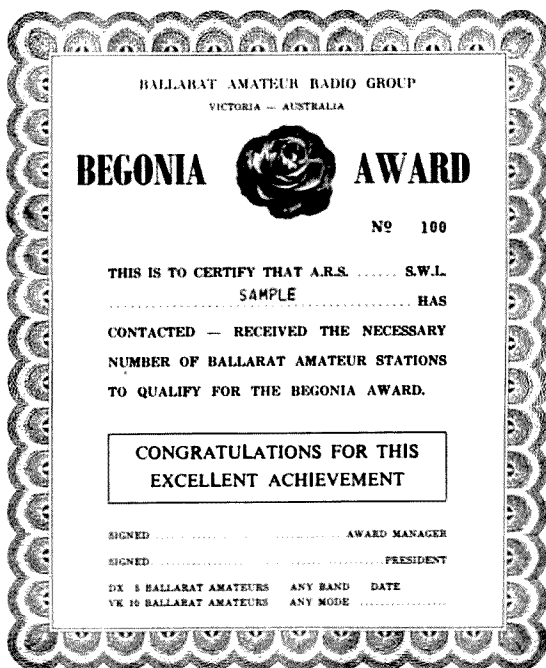 BALLARAT AMATEUR RADIO GROUP
VICTORIA — AUSTRALIA
BEGONIA AWARD
Nº 100
THIS IS TO CERTIFY THAT A.R.S. ...... S.W.L.
SAMPLE HAS
CONTACTED — RECEIVED THE NECESSARY
NUMBER OF BALLARAT AMATEUR STATIONS
TO QUALIFY FOR THE BEGONIA AWARD.
CONGRATULATIONS FOR THIS
EXCELLENT ACHIEVEMENT
SIGNED ........ AWARD MANAGER
SIGNED ........ PRESIDENT
DX 5 BALLARAT AMATEURS ANY BAND DATE
VK 10 BALLARAT AMATEURS ANY MODE ........